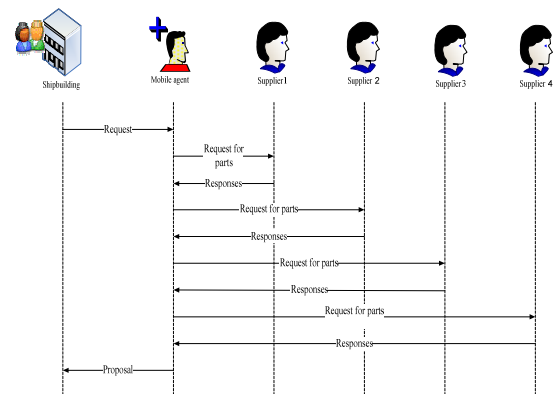 Shipbuilding
Mobile agent
Supplier1
Supplier 2
Supplier3
Supplier 4
Request
Request for
parts
Responses
Request for parts
Responses
Request for parts
Responses
Request for parts
Responses
Proposal